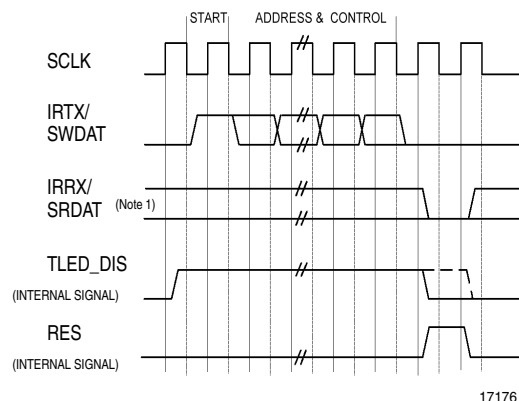 START ADDRESS & CONTROL
SCLK
IRTX/
SWDAT
IRRX/
SRDAT (Note 1)
TLED_DIS
(INTERNAL SIGNAL)
RES
(INTERNAL SIGNAL)
17176